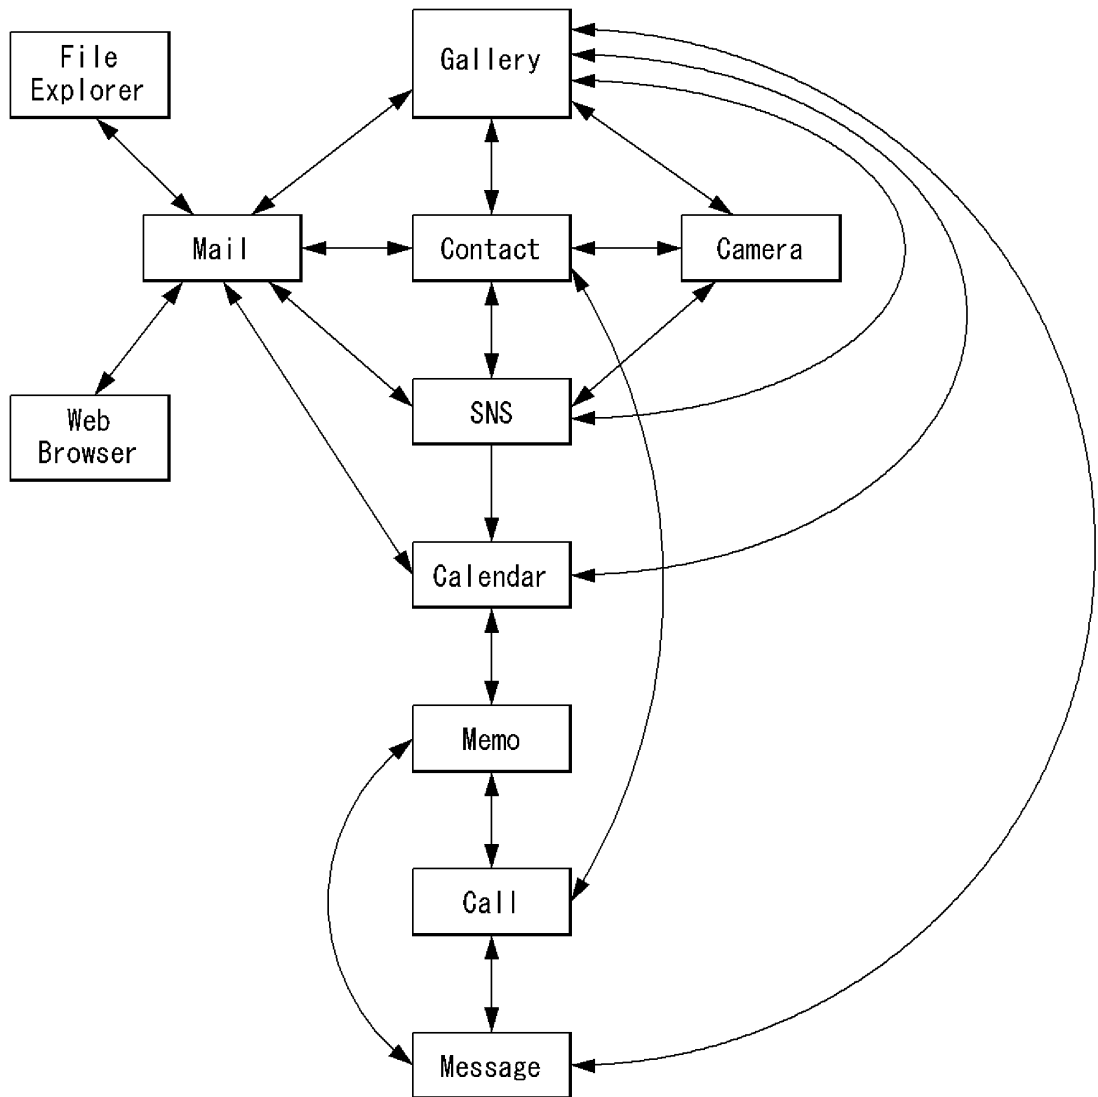 File
Explorer
Gallery
Mail
Contact
Camera
Web
Browser
SNS
Calendar
Memo
Call
Message